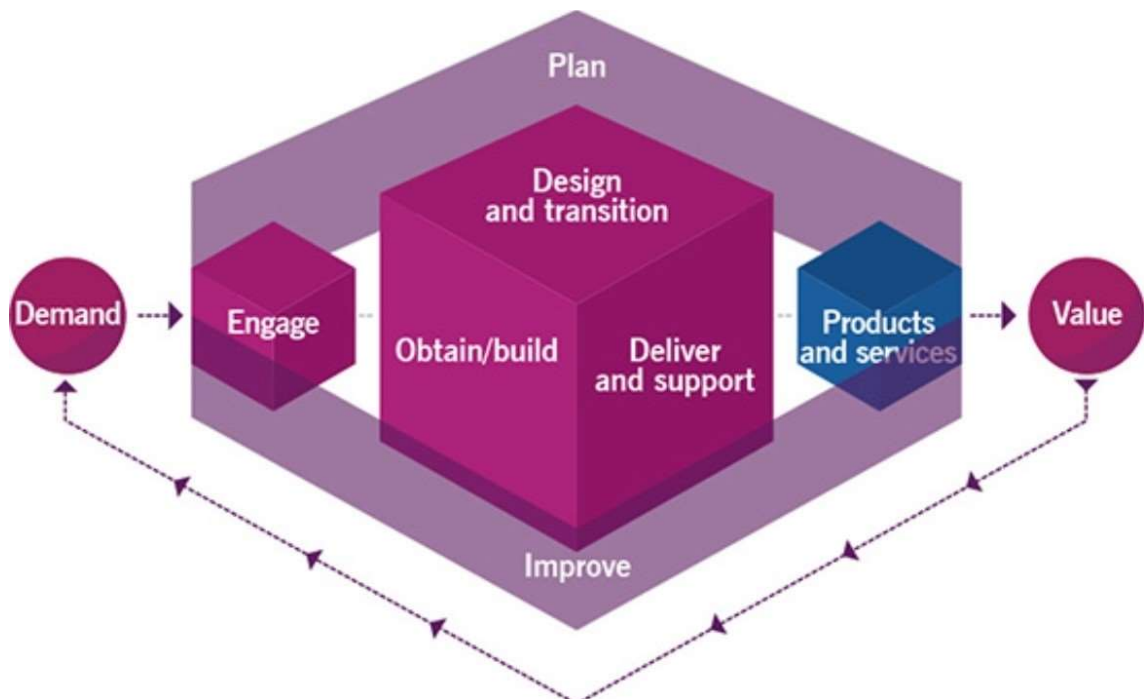 Plan
Design
and transition
Demand
Engage
Obtain/build
Deliver
and support
Products
and services
Value
Improve